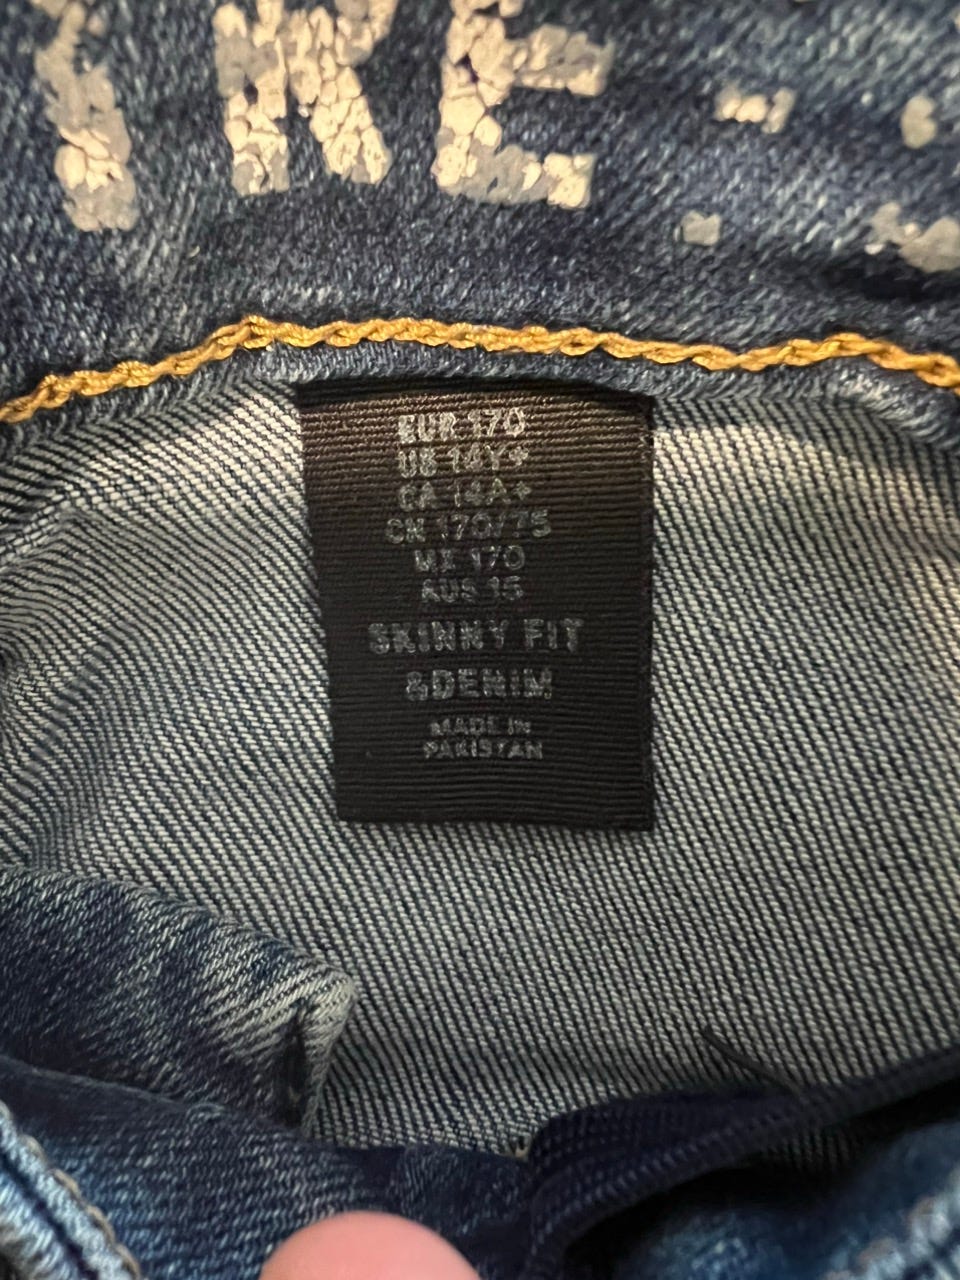 EUR 170
US 14Y+
CA 14A+
CN 170/75
MX 170
AUS 15
SKINNY FIT
&DENIM
MADE IN
PAKISTAN